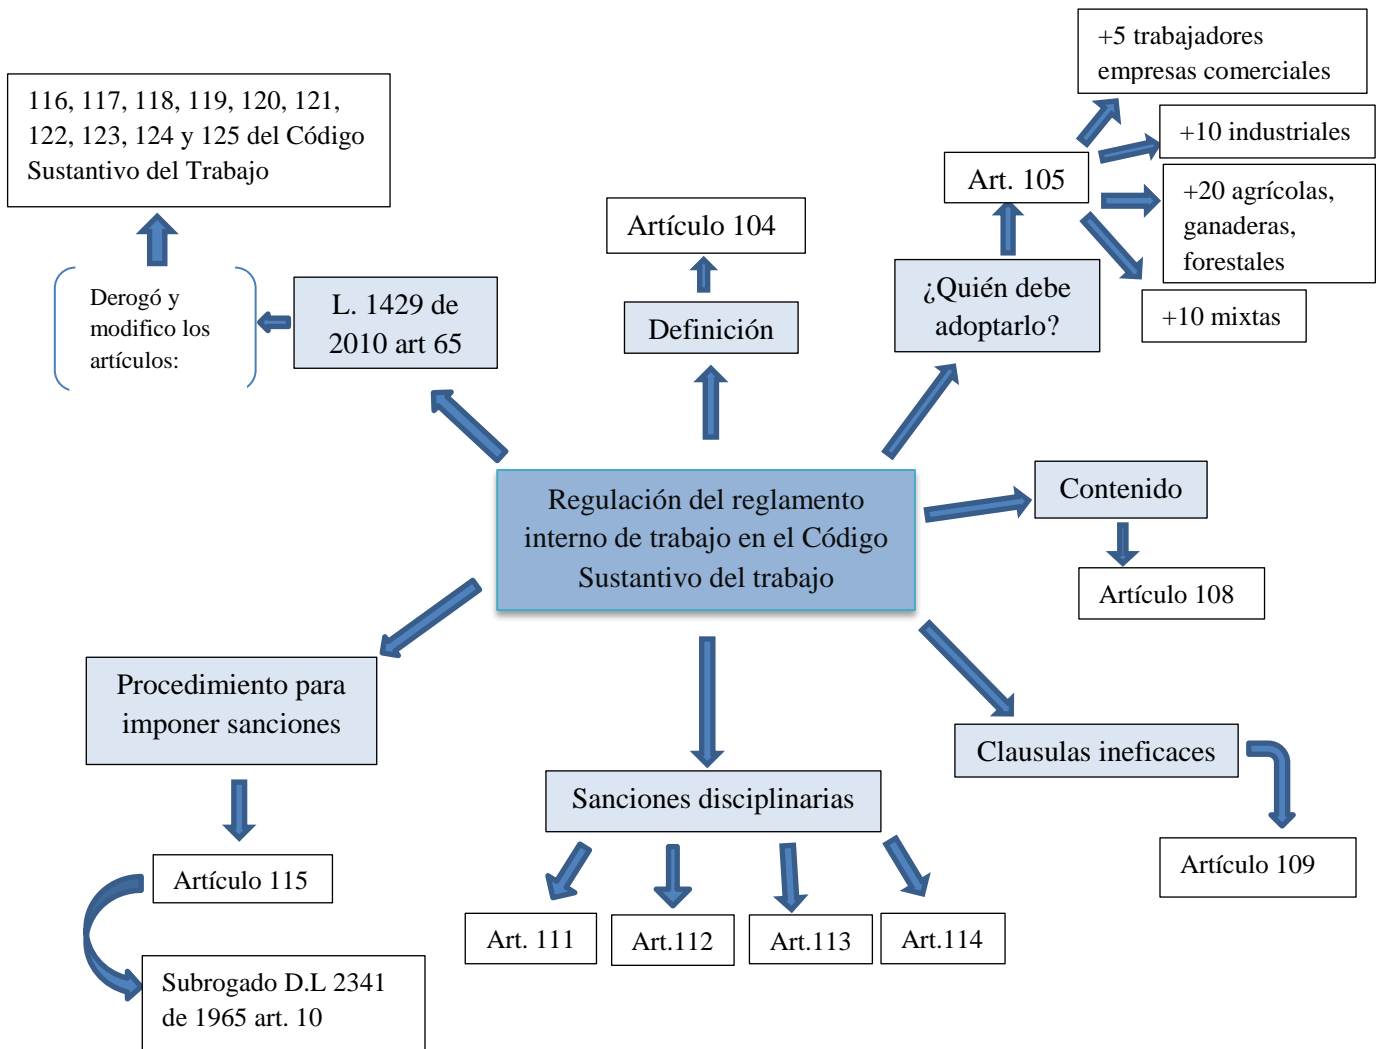 +5 trabajadores
empresas comerciales
116, 117, 118, 119, 120, 121,
122, 123, 124 y 125 del Código
Sustantivo del Trabajo
+10 industriales
Art. 105
+20 agrícolas,
ganaderas,
forestales
Artículo 104
¿Quién debe
adoptarlo?
+10 mixtas
Derogó y
modifico los
artículos:
L. 1429 de
2010 art 65
Definición
Contenido
Regulación del reglamento
interno de trabajo en el Código
Sustantivo del trabajo
Artículo 108
Procedimiento para
imponer sanciones
Clausulas ineficaces
Sanciones disciplinarias
Artículo 109
Artículo 115
Art. 111
Art.112
Art.113
Art.114
Subrogado D.L 2341
de 1965 art. 10